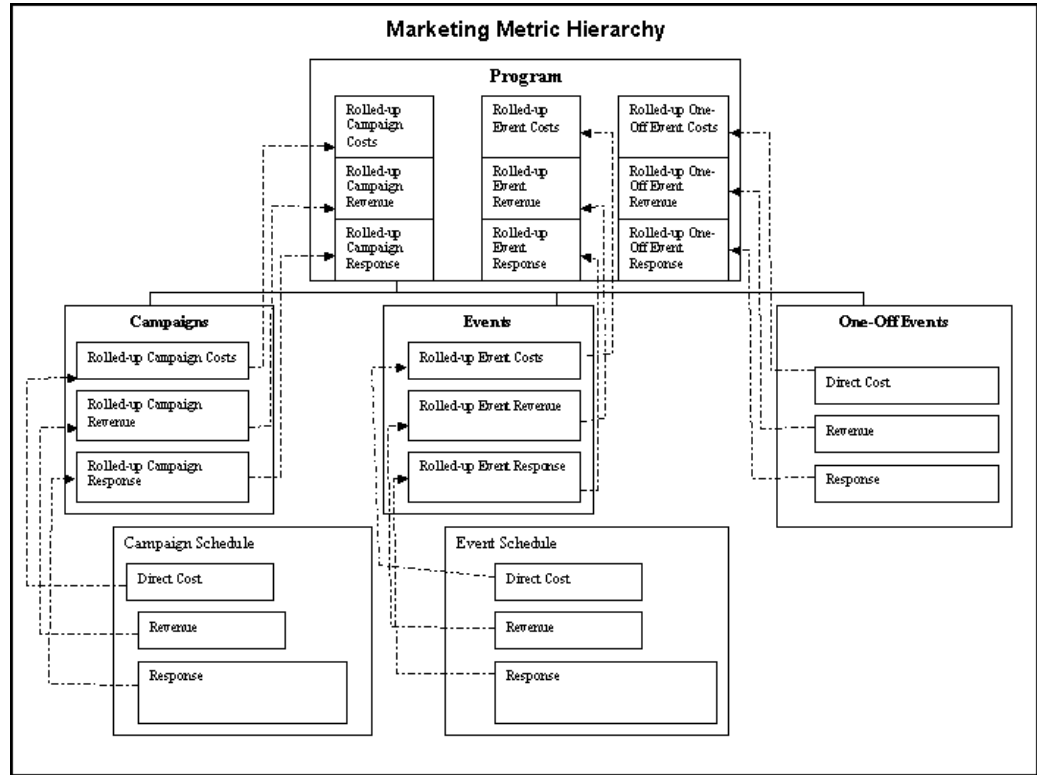 Marketing Metric Hierarchy
Program
Rolled-up
Campaign
Costs
Rolled-up
Event Costs
Rolled-up One-
Off Event Costs
Rolled-up
Campaign
Revenue
Rolled-up
Event
Revenue
Rolled-up One-
Off Event
Revenue
Rolled-up
Campaign
Response
Rolled-up
Event
Response
Rolled-up One-
Off Event
Response
Campaigns
Rolled-up Campaign Costs
Rolled-up Campaign
Revenue
Rolled-up Campaign
Response
Events
Rolled-up Event Costs
Rolled-up Event Revenue
Rolled-up Event Response
One-Off Events
Direct Cost
Revenue
Response
Campaign Schedule
Direct Cost
Revenue
Response
Event Schedule
Direct Cost
Revenue
Response